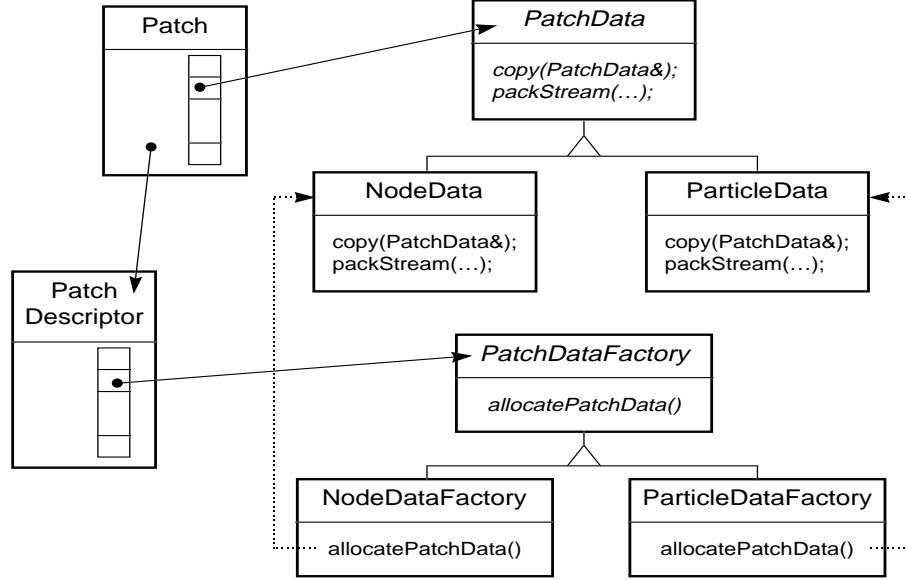 Patch
PatchData
copy(PatchData&);
packStream(…);
NodeData
copy(PatchData&);
packStream(…);
ParticleData
copy(PatchData&);
packStream(…);
Patch
Descriptor
PatchDataFactory
allocatePatchData()
NodeDataFactory
allocatePatchData()
ParticleDataFactory
allocatePatchData()